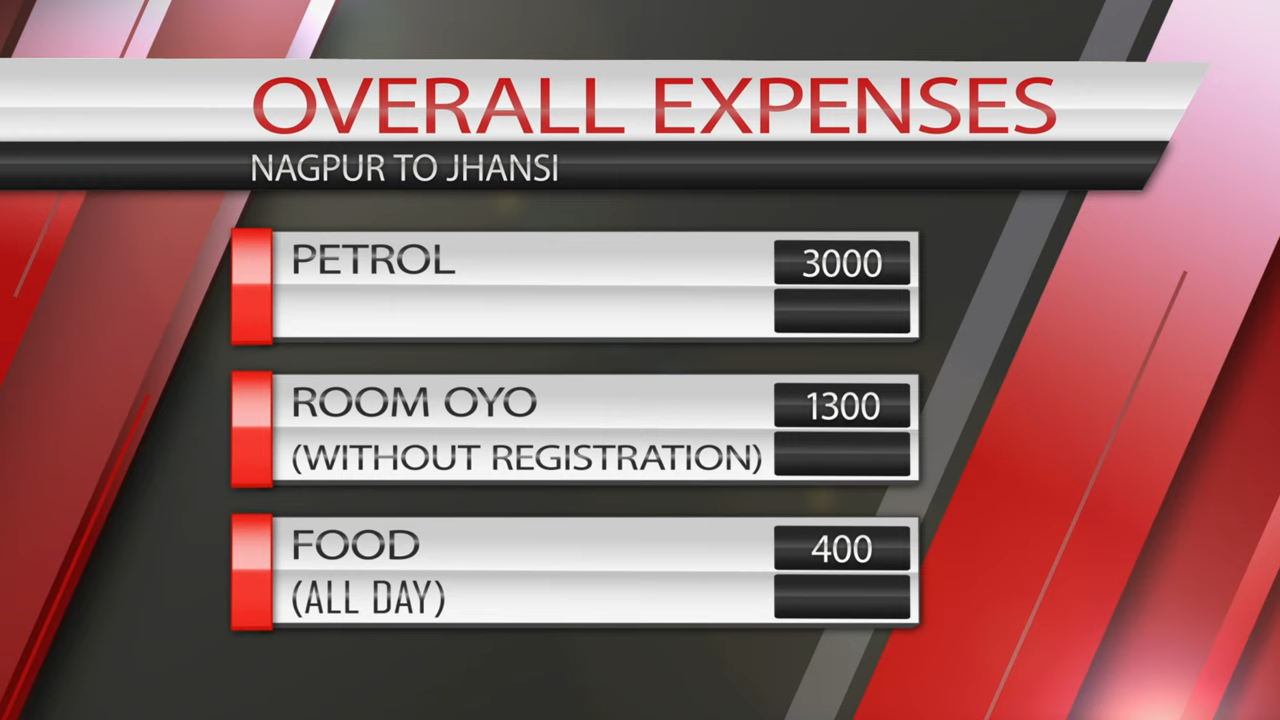 OVERALL EXPENSES
NAGPUR TO JHANSI
PETROL 3000
ROOM OYO 1300
(WITHOUT REGISTRATION)
FOOD 400
(ALL DAY)